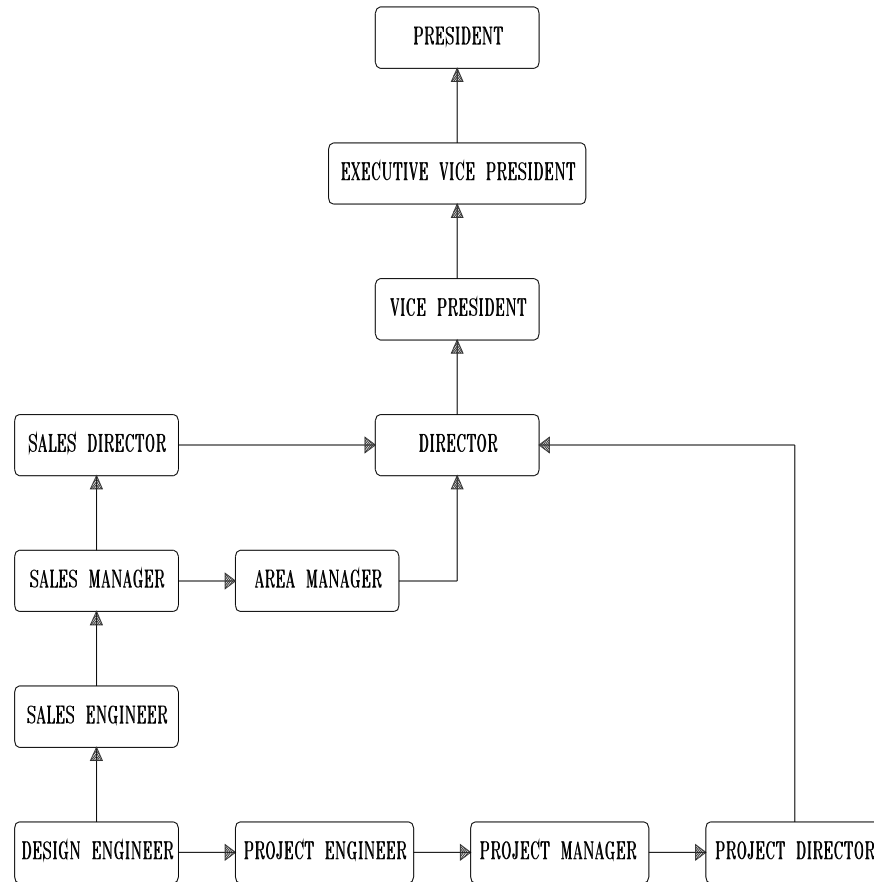 PRESIDENT
EXECUTIVE VICE PRESIDENT
VICE PRESIDENT
SALES DIRECTOR
DIRECTOR
SALES MANAGER
AREA MANAGER
SALES ENGINEER
DESIGN ENGINEER
PROJECT ENGINEER
PROJECT MANAGER
PROJECT DIRECTOR